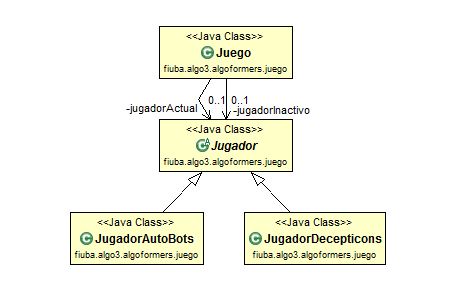 <<Java Class>>
Juego
fiuba.algo3.algoformers.juego
-jugadorActual 0..1 0..1 -jugadorInactivo
<<Java Class>>
Jugador
fiuba.algo3.algoformers.juego
<<Java Class>> <<Java Class>>
JugadorAutoBots JugadorDecepticons
fiuba.algo3.algoformers.juego fiuba.algo3.algoformers.juego